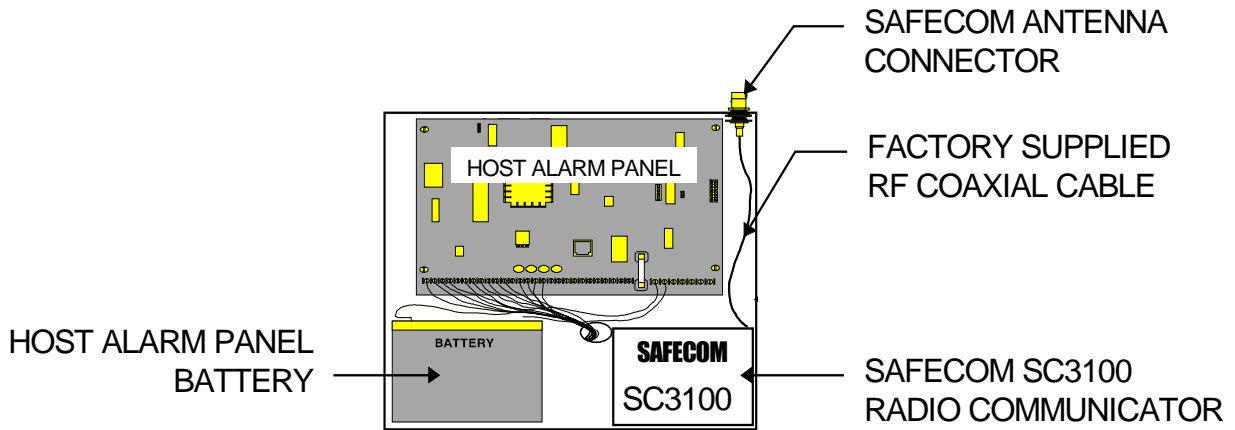 SAFECOM ANTENNA
CONNECTOR
HOST ALARM PANEL
FACTORY SUPPLIED
RF COAXIAL CABLE
HOST ALARM PANEL
BATTERY
BATTERY
SAFECOM
SC3100
SAFECOM SC3100
RADIO COMMUNICATOR